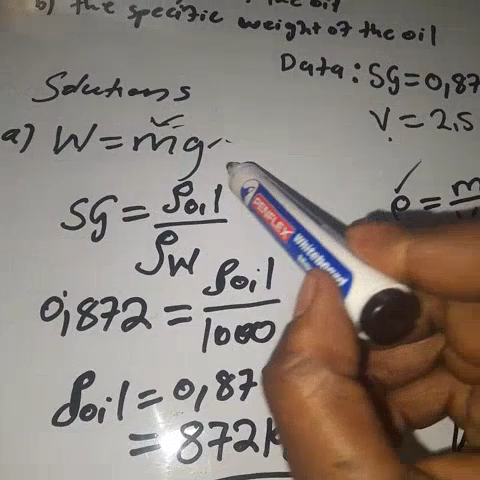 b) the specific weight of the oil
Data: SG=0,87
V=2,5
Solutions
a) W=mg
SG=ρoil/ρw
ρ=m
0,872=ρoil/1000
ρoil=0,87
=872k
PENFLEX
Whiteboard